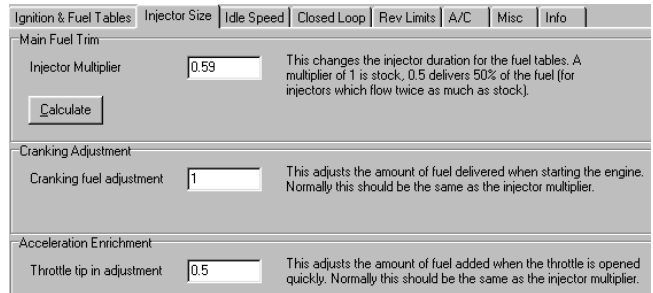 Ignition & Fuel Tables Injector Size Idle Speed Closed Loop Rev Limits A/C Misc Info
Main Fuel Trim
Injector Multiplier 0.59 This changes the injector duration for the fuel tables. A
multiplier of 1 is stock, 0.5 delivers 50% of the fuel (for
injectors which flow twice as much as stock).
Calculate
Cranking Adjustment
Cranking fuel adjustment 1 This adjusts the amount of fuel delivered when starting the engine.
Normally this should be the same as the injector multiplier.
Acceleration Enrichment
Throttle tip in adjustment 0.5 This adjusts the amount of fuel added when the throttle is opened
quickly. Normally this should be the same as the injector multiplier.